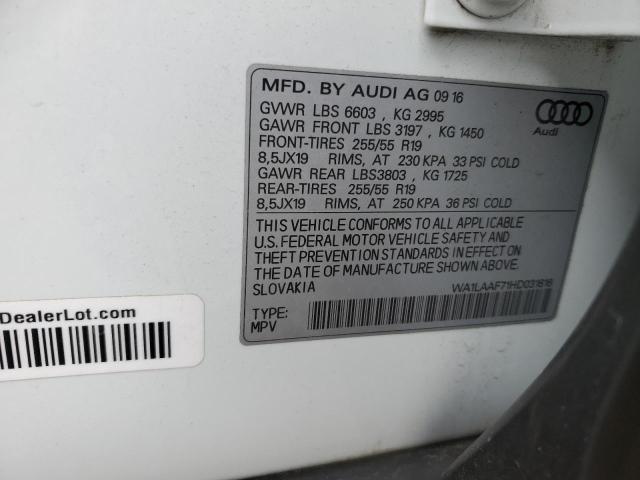 MFD. BY AUDI AG 09 16
GVWR LBS 6603 , KG 2995
GAWR FRONT LBS 3197 , KG 1450
FRONT-TIRES 255/55 R19
8,5JX19 RIMS, AT 230 KPA 33 PSI COLD
GAWR REAR LBS3803 , KG 1725
REAR-TIRES 255/55 R19
8,5JX19 RIMS, AT 250 KPA 36 PSI COLD
Audi
THIS VEHICLE CONFORMS TO ALL APPLICABLE
U.S. FEDERAL MOTOR VEHICLE SAFETY AND
THEFT PREVENTION STANDARDS IN EFFECT ON
THE DATE OF MANUFACTURE SHOWN ABOVE
SLOVAKIA WA1LAAF71HD031616
TYPE:
MPV
DealerLot.com